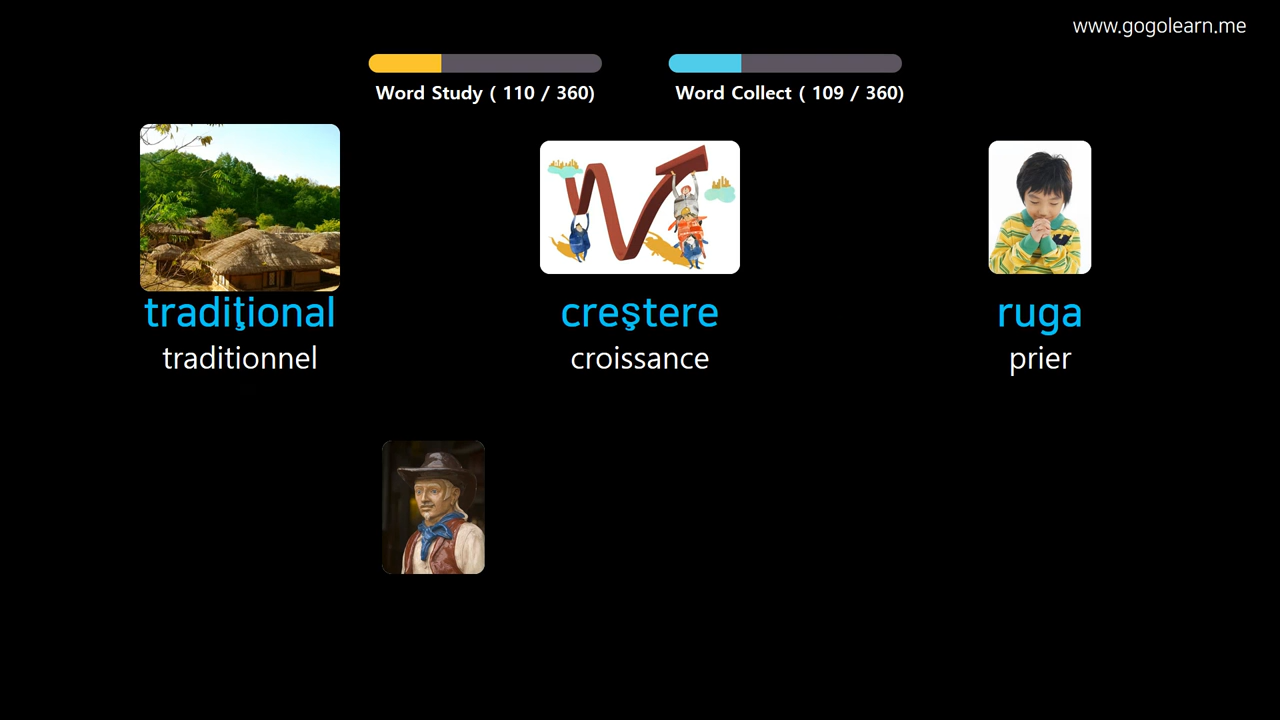 www.gogolearn.me
Word Study ( 110 / 360)
Word Collect ( 109 / 360)
tradiţional
creştere
ruga
traditionnel
croissance
prier